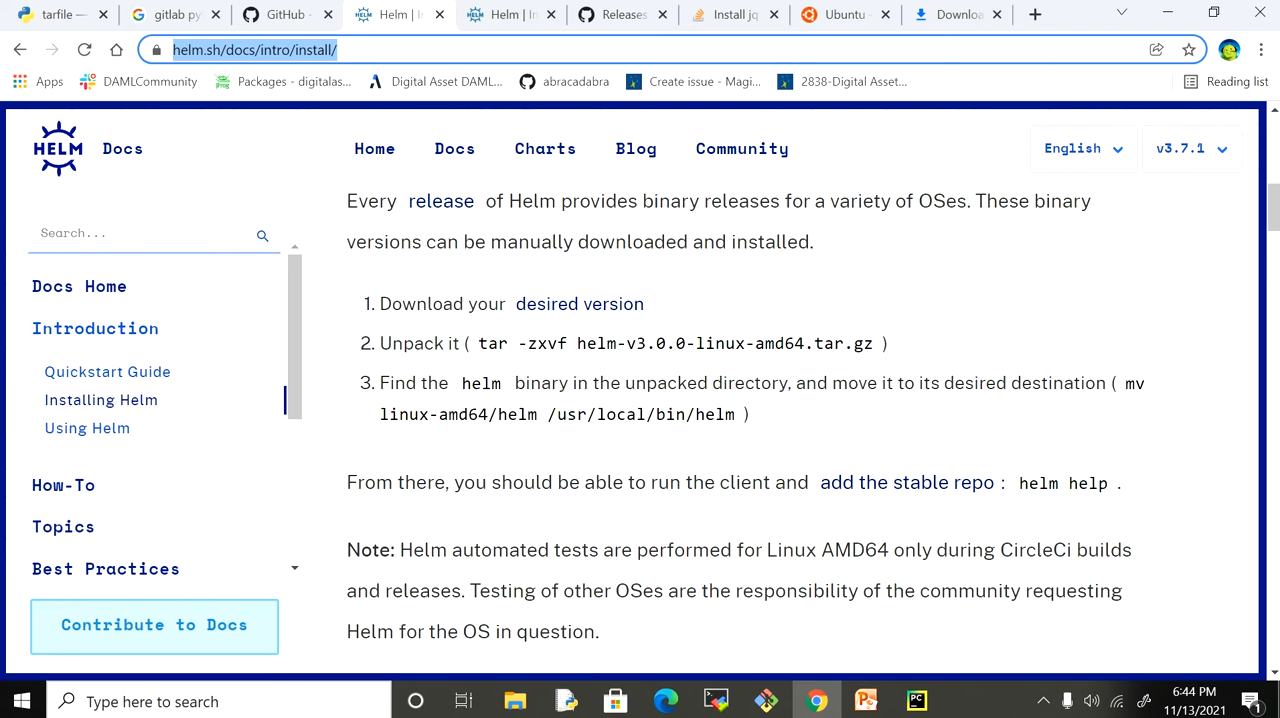 tarfile —
gitlab py
GitHub -
Helm | 
Helm | In
Releases
Install jq
Ubuntu -
Downloa
helm.sh/docs/intro/install/
Apps
DAMLCommunity
Packages - digitalas...
Digital Asset DAML...
abracadabra
Create issue - Magi...
2838-Digital Asset...
Reading list
HELM Docs
Home Docs Charts Blog Community
English
v3.7.1
Search...
Docs Home
Introduction
Quickstart Guide
Installing Helm
Using Helm
How-To
Topics
Best Practices
Contribute to Docs
Every release of Helm provides binary releases for a variety of OSes. These binary
versions can be manually downloaded and installed.
1. Download your desired version
2. Unpack it ( tar -zxvf helm-v3.0.0-linux-amd64.tar.gz )
3. Find the helm binary in the unpacked directory, and move it to its desired destination ( mv
linux-amd64/helm /usr/local/bin/helm )
From there, you should be able to run the client and add the stable repo : helm help .
Note: Helm automated tests are performed for Linux AMD64 only during CircleCi builds
and releases. Testing of other OSes are the responsibility of the community requesting
Helm for the OS in question.
Type here to search
6:44 PM
11/13/2021